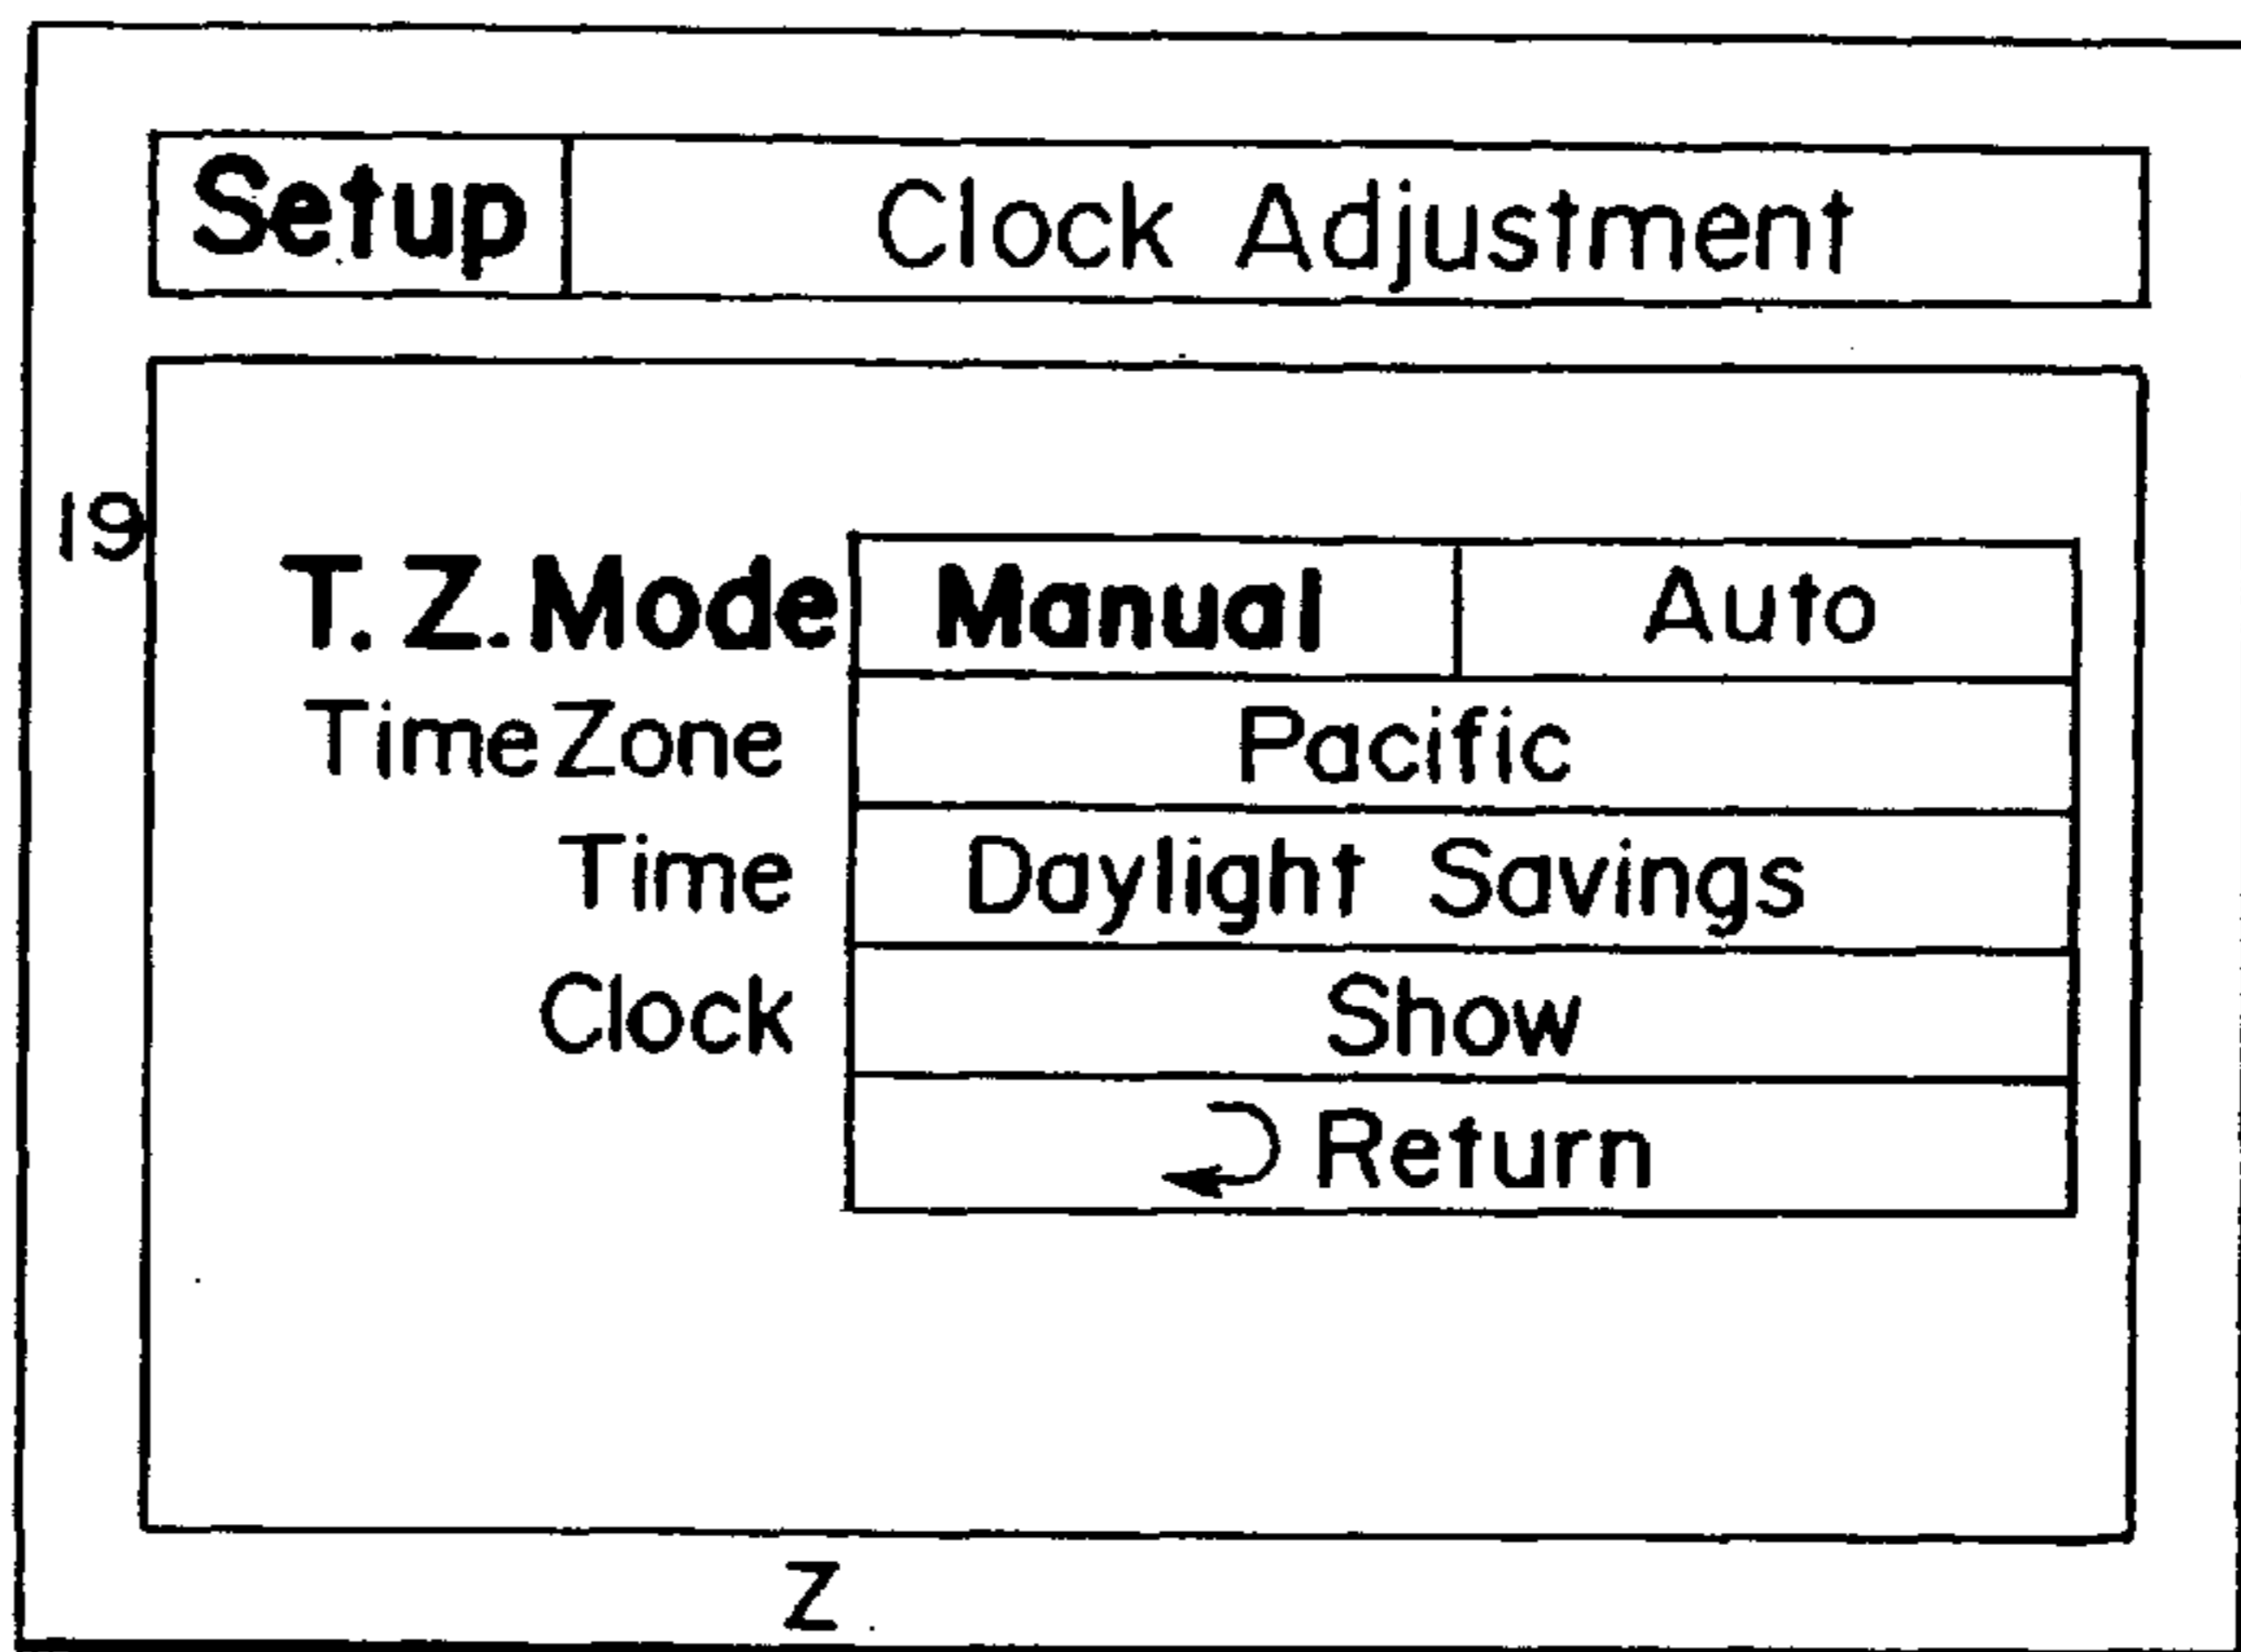 Setup Clock Adjustment
19
T. Z. Mode Manual Auto
Time Zone Pacific
Time Daylight Savings
Clock Show
Return
Z